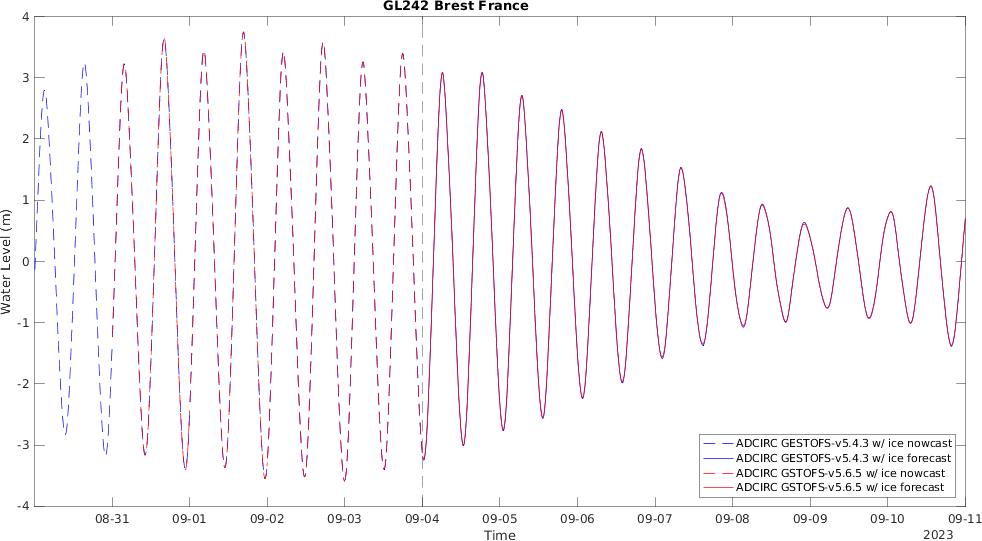 GL242 Brest France
4
3
2
1
0
-1
-2
-3
-4
Water Level (m)
08-31 09-01 09-02 09-03 09-04 09-05 09-06 09-07 09-08 09-09 09-10 09-11
Time
2023
ADCIRC GESTOFS-v5.4.3 w/ ice nowcast
ADCIRC GESTOFS-v5.4.3 w/ ice forecast
ADCIRC GSTOFS-v5.6.5 w/ ice nowcast
ADCIRC GSTOFS-v5.6.5 w/ ice forecast